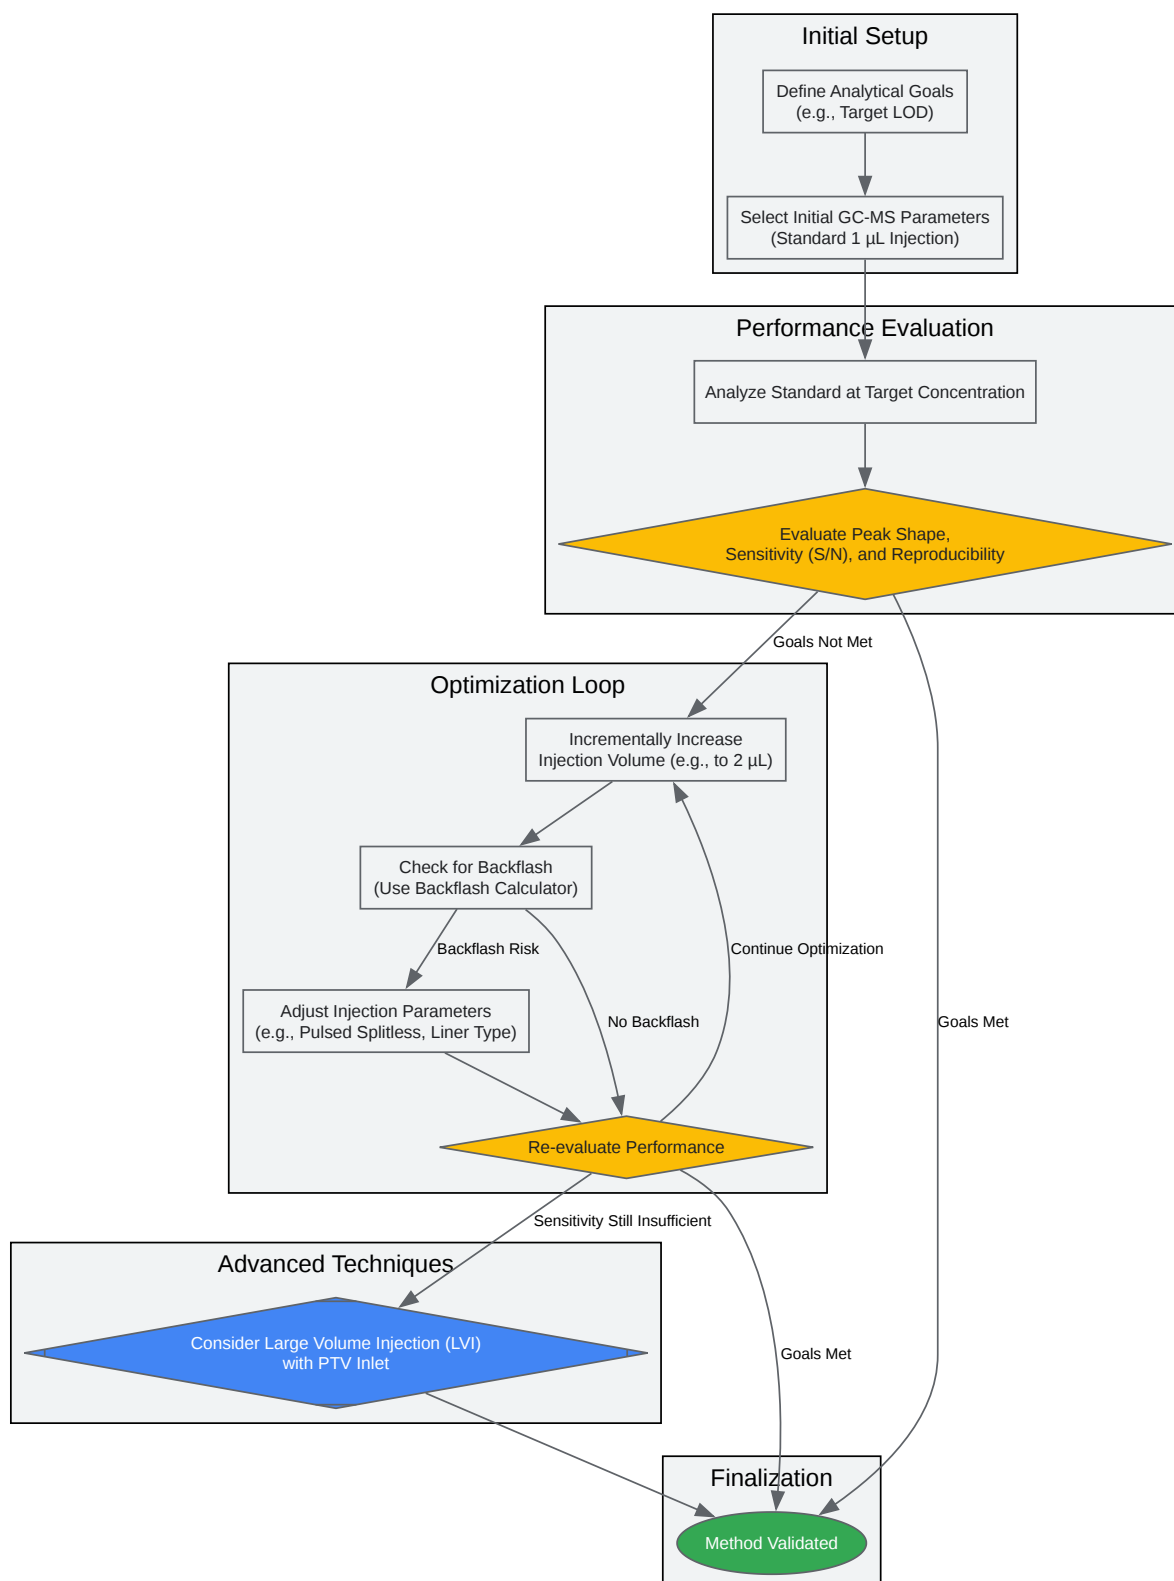 Initial Setup
Define Analytical Goals
(e.g., Target LOD)
Select Initial GC-MS Parameters
(Standard 1 µL Injection)
Performance Evaluation
Analyze Standard at Target Concentration
Evaluate Peak Shape,
Sensitivity (S/N), and Reproducibility
Goals Not Met
Optimization Loop
Incrementally Increase
Injection Volume (e.g., to 2 µL)
Check for Backflash
(Use Backflash Calculator)
Backflash Risk
Continue Optimization
Adjust Injection Parameters
(e.g., Pulsed Splitless, Liner Type)
No Backflash
Goals Met
Re-evaluate Performance
Sensitivity Still Insufficient
Advanced Techniques
Consider Large Volume Injection (LVI)
with PTV Inlet
Goals Met
Finalization
Method Validated